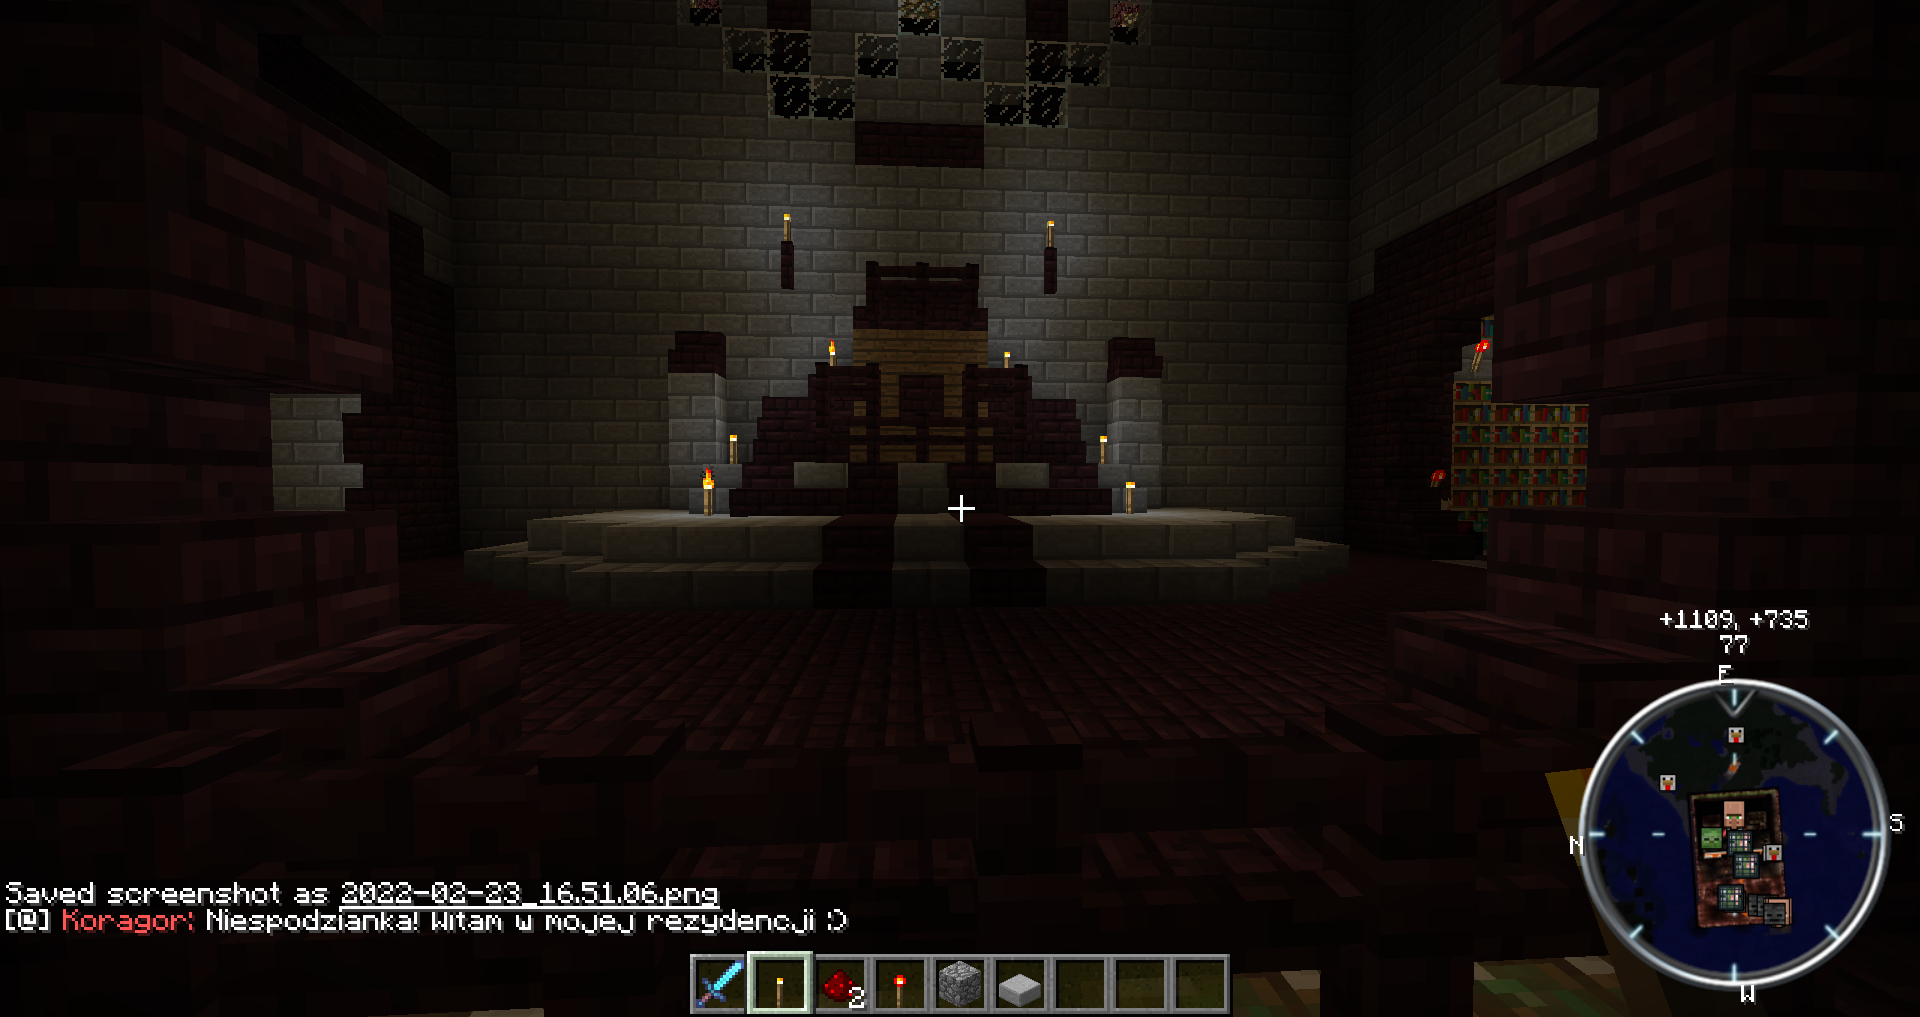 +1109, +735
77
E
N
S
W
Saved screenshot as 2022-02-23_16.51.06.png
[@] Koragor: Niespodzianka! Witam w mojej rezydencji :)
2